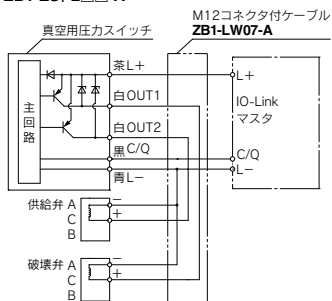 M12コネクタ付ケーブル
真空用圧力スイッチ
ZB1-LW07-A
茶L+
L+
白OUT1
IO-Link
マスタ
主回路
白OUT2
黒C/Q
C/Q
青L−
L−
供給弁 A
−
C
+
B
破壊弁 A
−
C
+
B